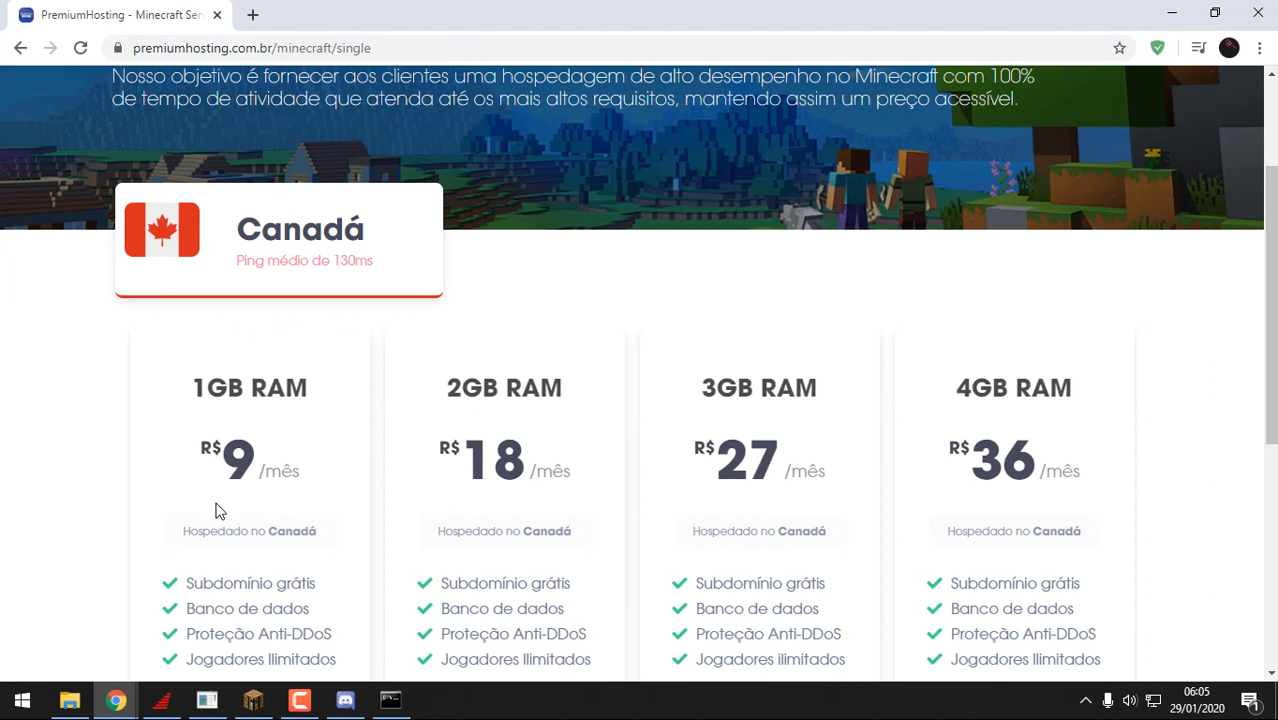 PremiumHosting - Minecraft Ser
premiumhosting.com.br/minecraft/single
Nosso objetivo é fornecer aos clientes uma hospedagem de alto desempenho no Minecraft com 100%
de tempo de atividade que atenda até os mais altos requisitos, mantendo assim um preço acessível.
Canadá
Ping médio de 130ms
1GB RAM
R$ 9 /mês
Hospedado no Canadá
Subdomínio grátis
Banco de dados
Proteção Anti-DDoS
Jogadores Ilimitados
2GB RAM
R$ 18 /mês
Hospedado no Canadá
Subdomínio grátis
Banco de dados
Proteção Anti-DDoS
Jogadores Ilimitados
3GB RAM
R$ 27 /mês
Hospedado no Canadá
Subdomínio grátis
Banco de dados
Proteção Anti-DDoS
Jogadores ilimitados
4GB RAM
R$ 36 /mês
Hospedado no Canadá
Subdomínio grátis
Banco de dados
Proteção Anti-DDoS
Jogadores Ilimitados
06:05
29/01/2020
1